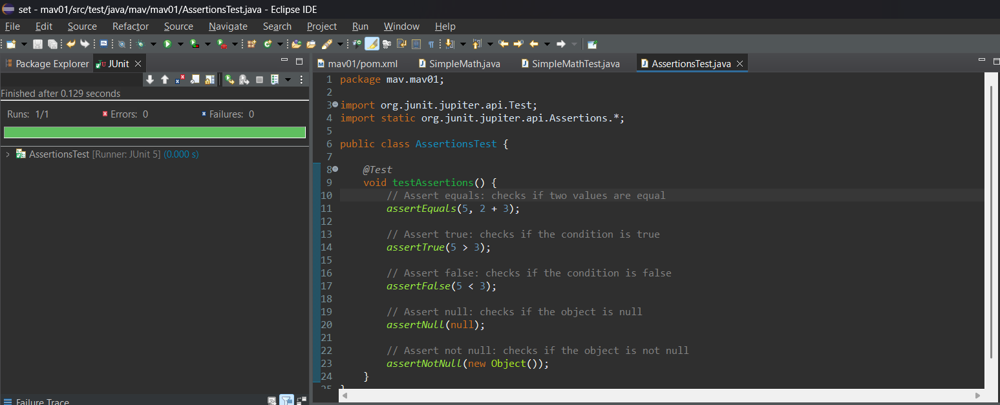 set - mav01/src/test/java/mav/mav01/AssertionsTest.java - Eclipse IDE
File Edit Source Refactor Source Navigate Search Project Run Window Help
Package Explorer JUnit
mav01/pom.xml SimpleMath.java SimpleMathTest.java AssertionsTest.java
Finished after 0.129 seconds
Runs: 1/1 Errors: 0 Failures: 0
AssertionsTest [Runner: JUnit 5] (0.000 s)
Failure Trace
1 package mav.mav01;
2
3 import org.junit.jupiter.api.Test;
4 import static org.junit.jupiter.api.Assertions.*;
5
6 public class AssertionsTest {
7
8 @Test
9 void testAssertions() {
10 // Assert equals: checks if two values are equal
11 assertEquals(5, 2 + 3);
12
13 // Assert true: checks if the condition is true
14 assertTrue(5 > 3);
15
16 // Assert false: checks if the condition is false
17 assertFalse(5 < 3);
18
19 // Assert null: checks if the object is null
20 assertNull(null);
21
22 // Assert not null: checks if the object is not null
23 assertNotNull(new Object());
24 }
25 }